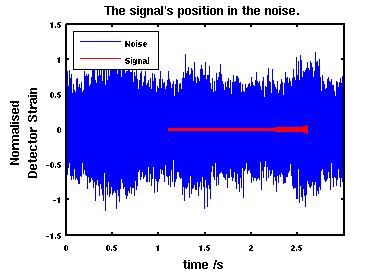 The signal's position in the noise.
Noise
Signal
Normalised
Detector Strain
1.5
1
0.5
0
-0.5
-1
-1.5
0
0.5
1
1.5
2
2.5
time /s